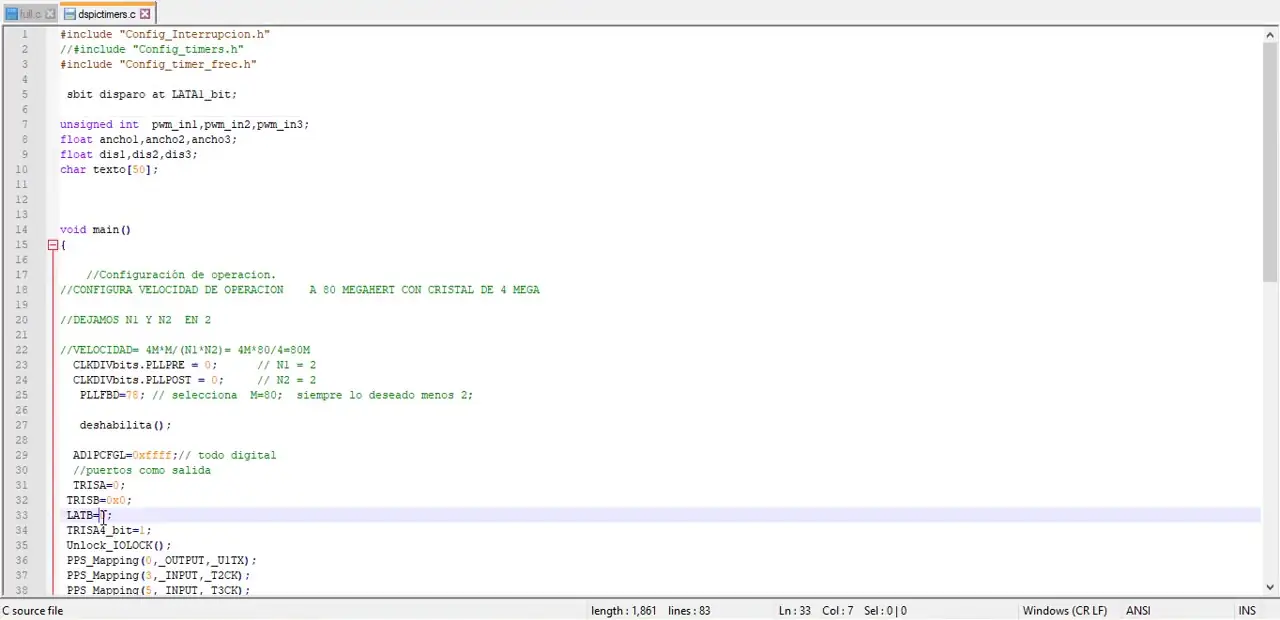 full.c dspictimers.c
1 #include "Config_Interrupcion.h"
2 //#include "Config_timers.h"
3 #include "Config_timer_frec.h"
4
5 sbit disparo at LATA1_bit;
6
7 unsigned int pwm_in1,pwm_in2,pwm_in3;
8 float ancho1,ancho2,ancho3;
9 float dis1,dis2,dis3;
10 char texto[50];
11
12
13
14 void main()
15 {
16
17 //Configuración de operacion.
18 //CONFIGURA VELOCIDAD DE OPERACION A 80 MEGAHERT CON CRISTAL DE 4 MEGA
19
20 //DEJAMOS N1 Y N2 EN 2
21
22 //VELOCIDAD= 4M*M/(N1*N2)= 4M*80/4=80M
23 CLKDIVbits.PLLPRE = 0; // N1 = 2
24 CLKDIVbits.PLLPOST = 0; // N2 = 2
25 PLLFBD=78; // selecciona M=80; siempre lo deseado menos 2;
26
27 deshabilita();
28
29 AD1PCFGL=0xffff;// todo digital
30 //puertos como salida
31 TRISA=0;
32 TRISB=0x0;
33 LATB= ;
34 TRISA4_bit=1;
35 Unlock_IOLOCK();
36 PPS_Mapping(0,_OUTPUT,_U1TX);
37 PPS_Mapping(3,_INPUT,_T2CK);
38 PPS_Mapping(5,_INPUT,_T3CK);
C source file length : 1,861 lines : 83 Ln : 33 Col : 7 Sel : 0 | 0 Windows (CR LF) ANSI INS